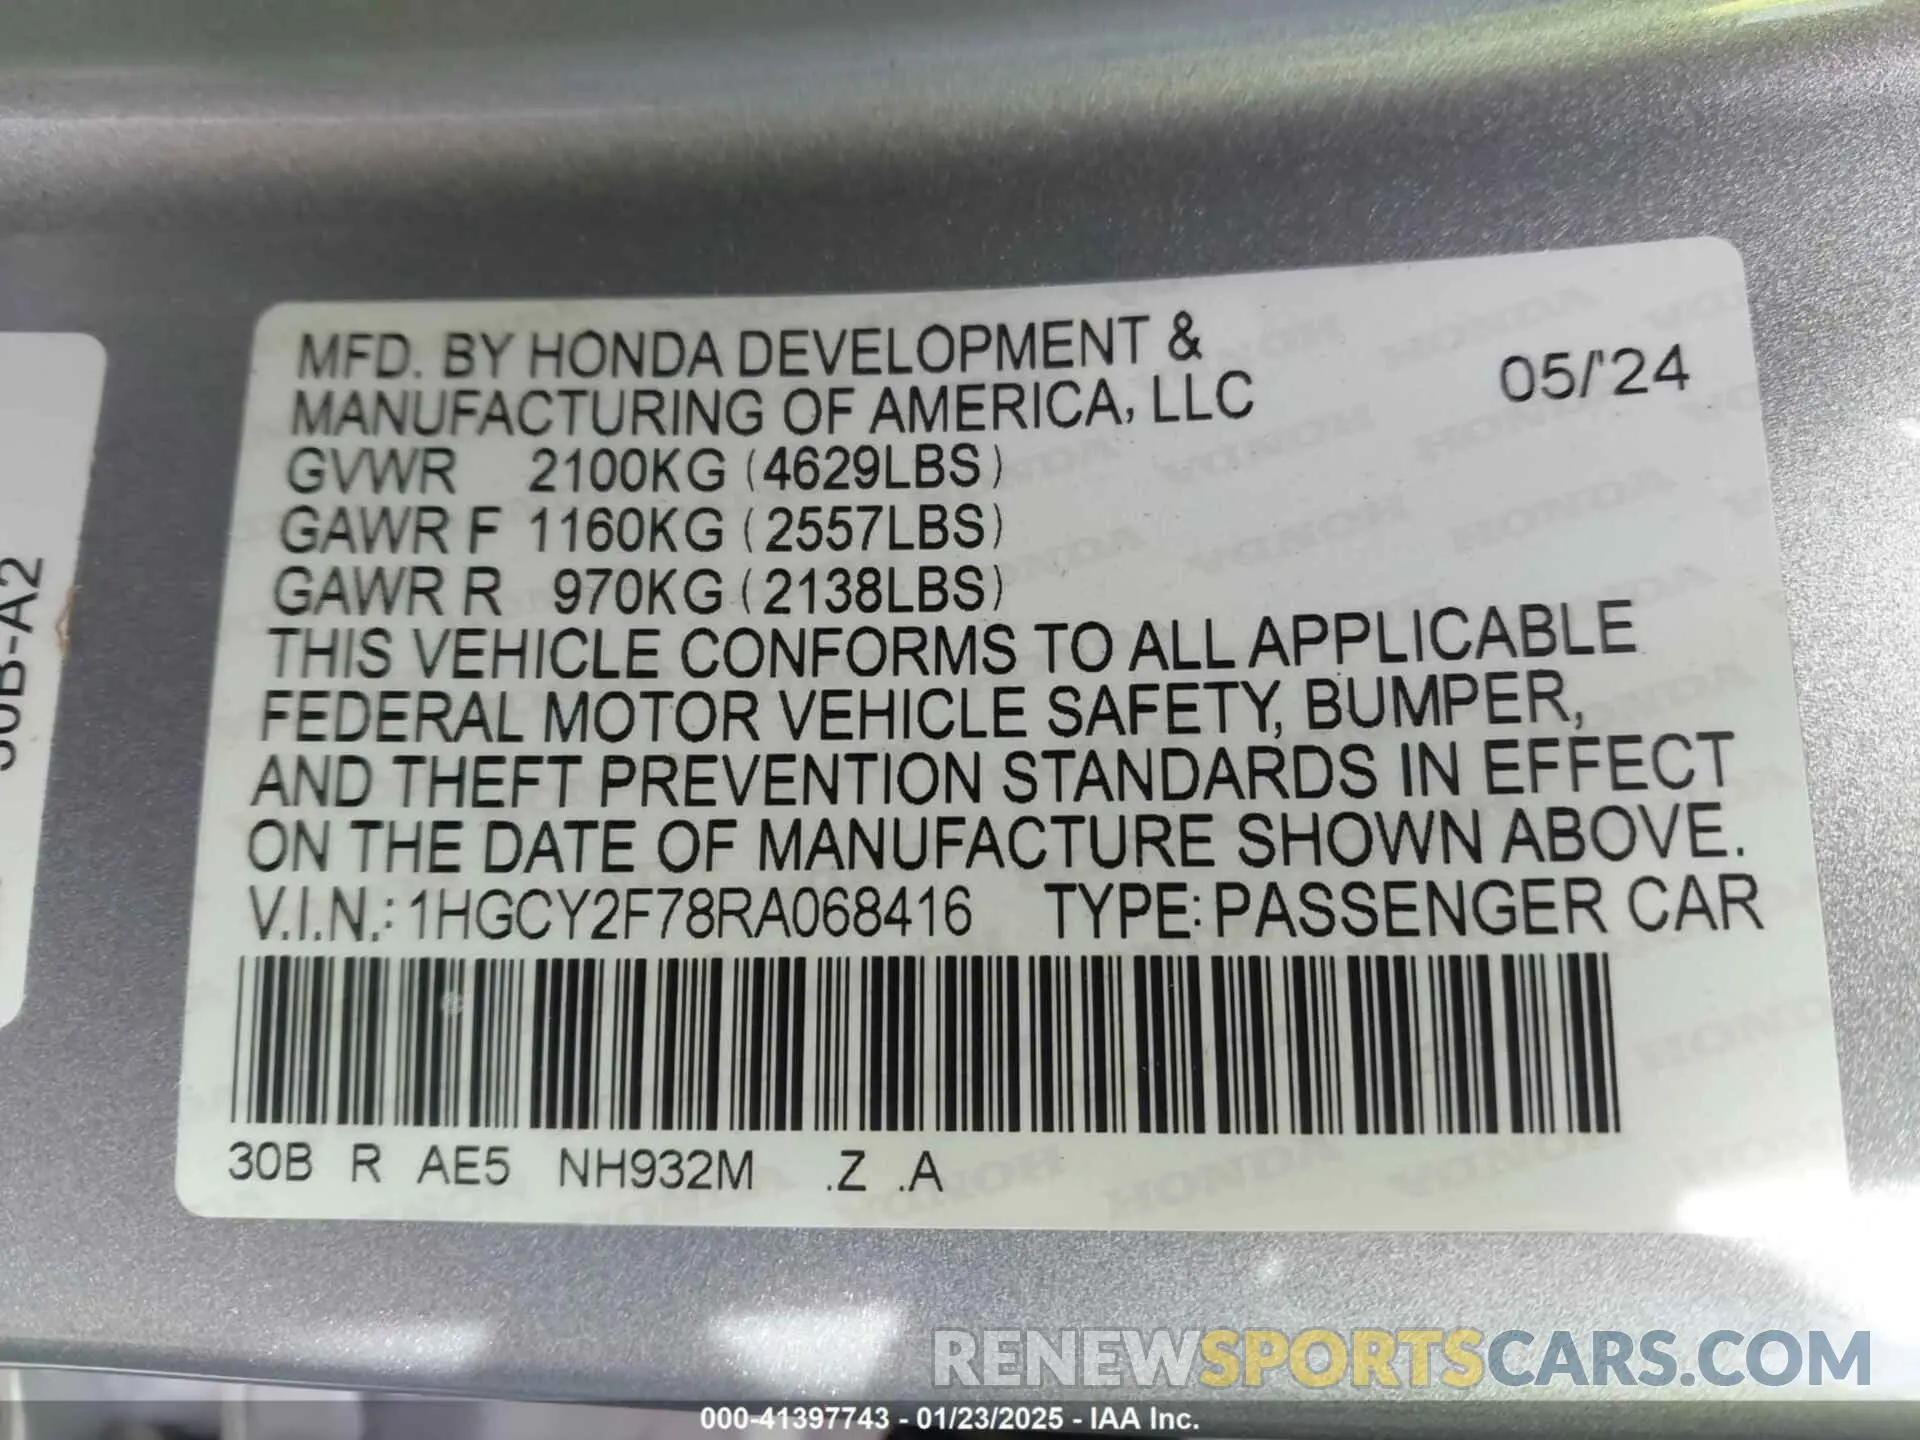 MFD. BY HONDA DEVELOPMENT &
MANUFACTURING OF AMERICA, LLC
05/'24
GVWR 2100KG (4629LBS)
GAWR F 1160KG (2557LBS)
GAWR R 970KG (2138LBS)
THIS VEHICLE CONFORMS TO ALL APPLICABLE
FEDERAL MOTOR VEHICLE SAFETY, BUMPER,
AND THEFT PREVENTION STANDARDS IN EFFECT
ON THE DATE OF MANUFACTURE SHOWN ABOVE.
V.I.N.: 1HGCY2F78RA068416 TYPE: PASSENGER CAR
30B R AE5 NH932M .Z .A
RENEWSPORTSCARS.COM
000-41397743 - 01/23/2025 - IAA Inc.